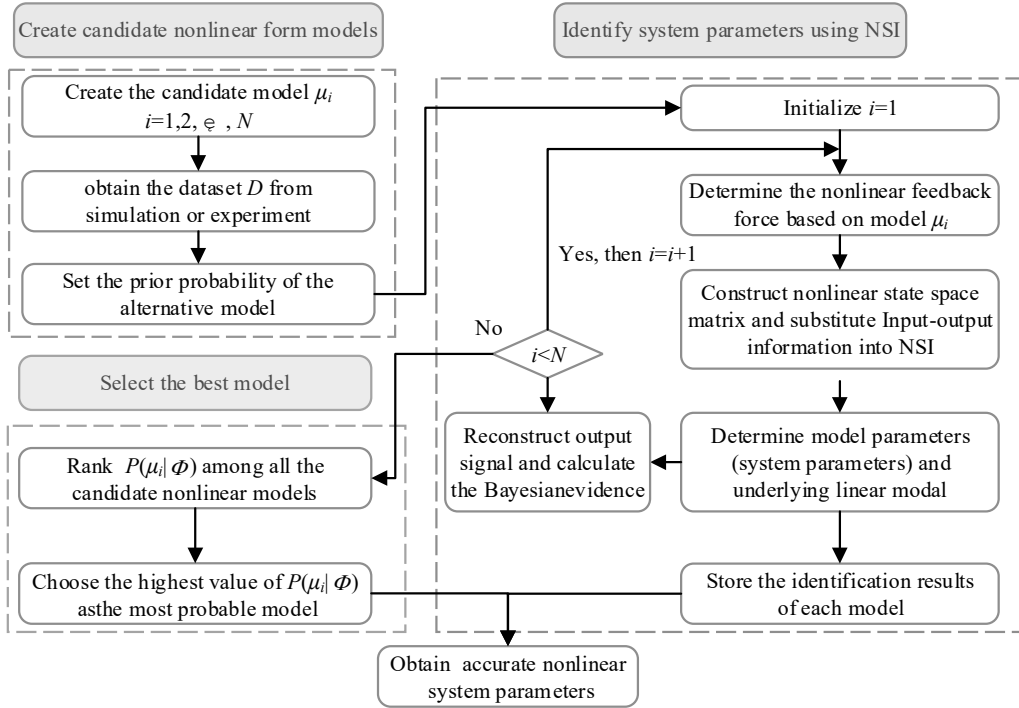 Create candidate nonlinear form models
Create the candidate model μᵢ
i=1,2, ҿ , N
obtain the dataset D from
simulation or experiment
Set the prior probability of the
alternative model
Select the best model
Rank P(μᵢ| Φ) among all the
candidate nonlinear models
Choose the highest value of P(μᵢ| Φ)
asthe most probable model
Identify system parameters using NSI
Initialize i=1
Determine the nonlinear feedback
force based on model μᵢ
Yes, then i=i+1
Construct nonlinear state space
matrix and substitute Input-output
information into NSI
No
i<N
Reconstruct output
signal and calculate
the Bayesianevidence
Determine model parameters
(system parameters) and
underlying linear modal
Store the identification results
of each model
Obtain accurate nonlinear
system parameters